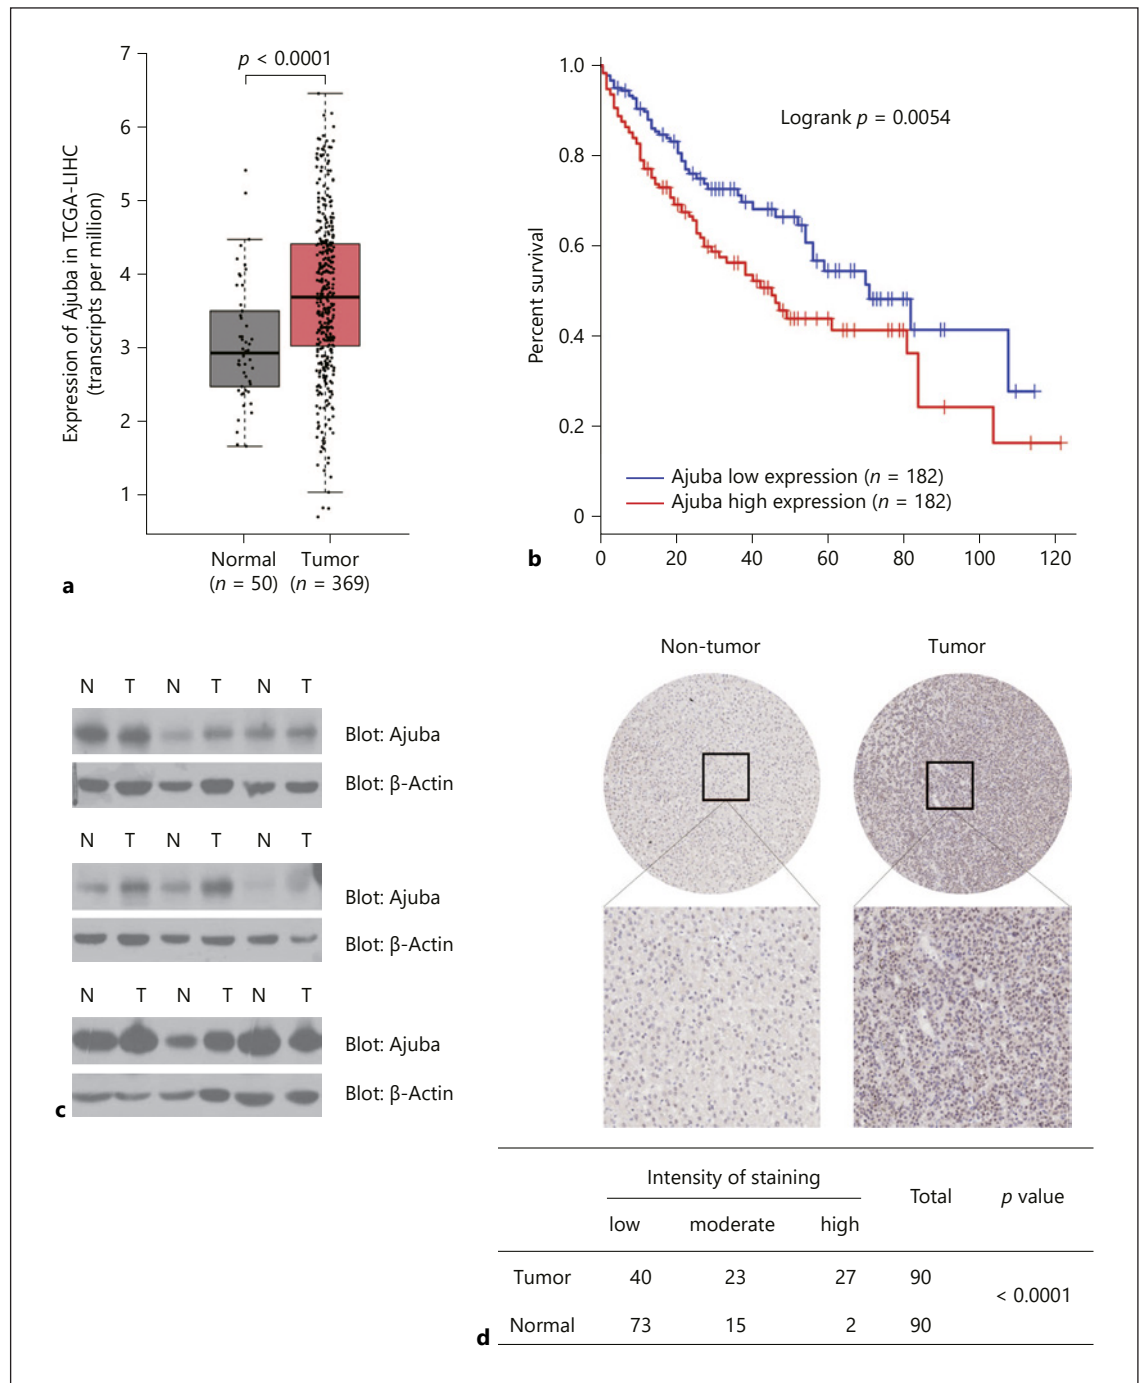 7
6
5
4
3
2
1
p < 0.0001
Expression of Ajuba in TCGA-LIHC
(transcripts per million)
Normal
(n = 50)
Tumor
(n = 369)
a
1.0
0.8
0.6
0.4
0.2
0
Percent survival
Logrank p = 0.0054
Ajuba low expression (n = 182)
Ajuba high expression (n = 182)
0 20 40 60 80 100 120
b
N T N T N T
Blot: Ajuba
Blot: β-Actin
N T N T N T
Blot: Ajuba
Blot: β-Actin
N T N T N T
Blot: Ajuba
Blot: β-Actin
c
Non-tumor Tumor
Intensity of staining Total p value
low moderate high
Tumor 40 23 27 90 < 0.0001
Normal 73 15 2 90
d